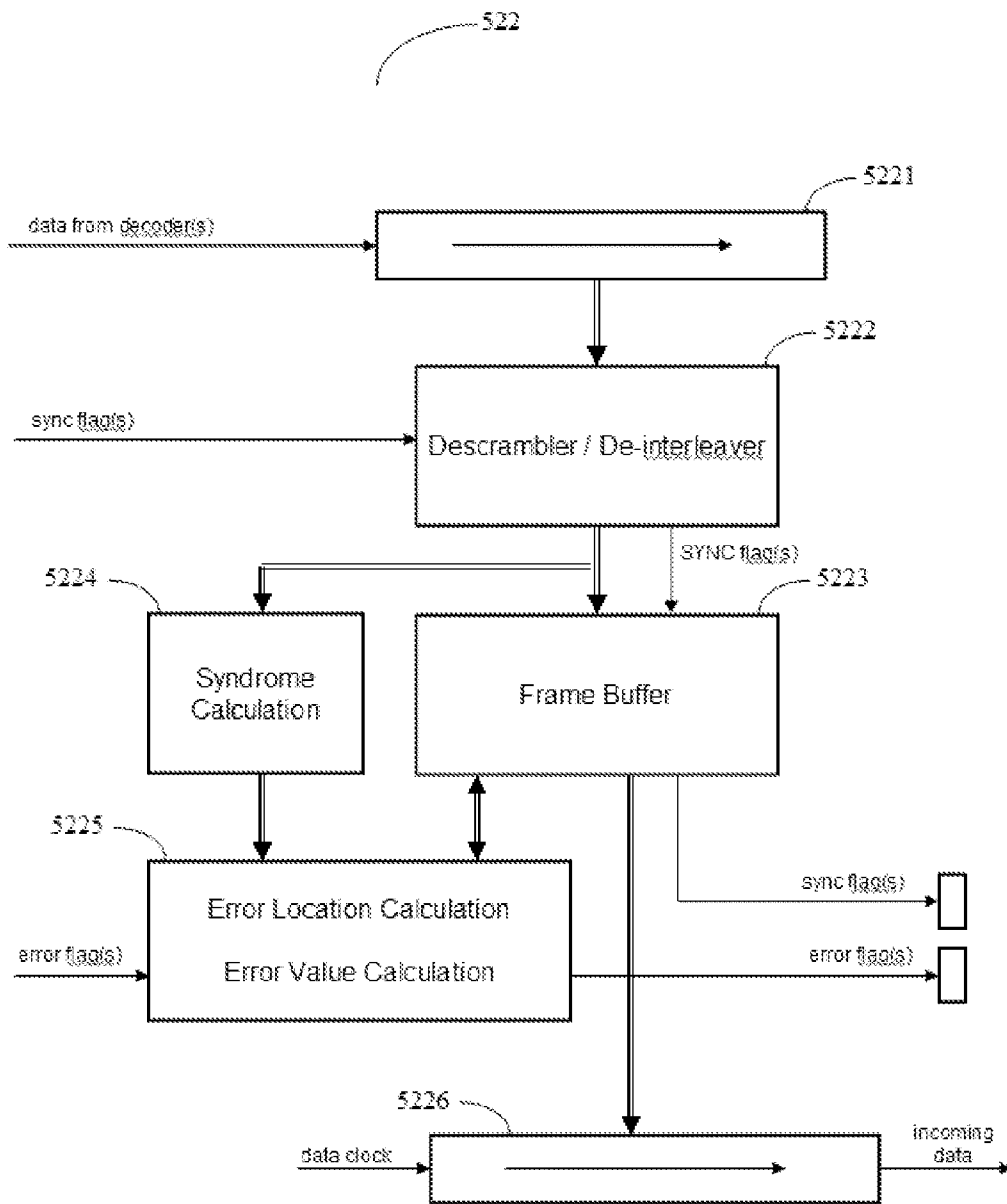 522
5221
data from decoder(s)
5222
sync flag(s)
Descrambler / De-interleaver
SYNC flag(s)
5224
5223
Syndrome
Calculation
Frame Buffer
5225
Error Location Calculation
sync flag(s)
error flag(s)
Error Value Calculation
error flag(s)
5226
data clock
incoming
data